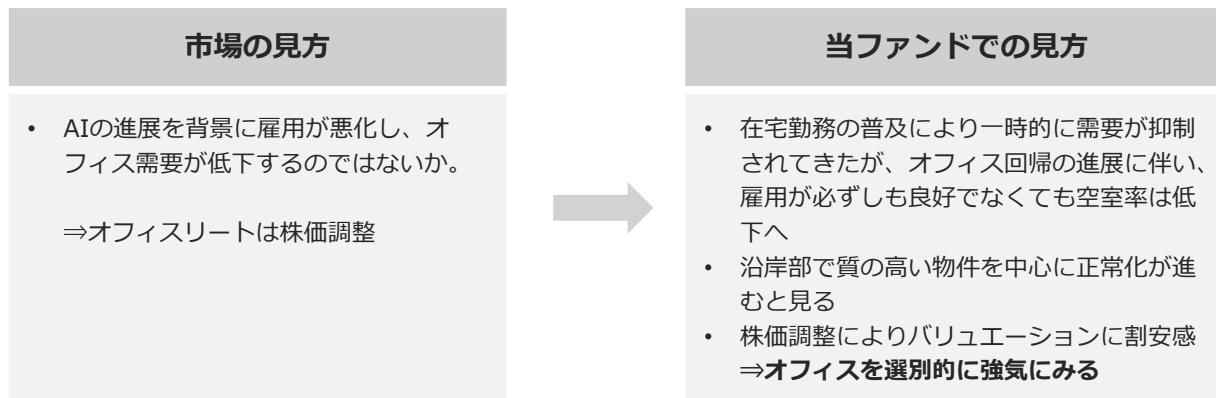 市場の見方
• AIの進展を背景に雇用が悪化し、オ
フィス需要が低下するのではないか。
⇒オフィスリートは株価調整
当ファンドでの見方
• 在宅勤務の普及により一時的に需要が抑制
されてきたが、オフィス回帰の進展に伴い、
雇用が必ずしも良好でなくても空室率は低
下へ
• 沿岸部で質の高い物件を中心に正常化が進
むと見る
• 株価調整によりバリュエーションに割安感
⇒オフィスを選別的に強気にみる